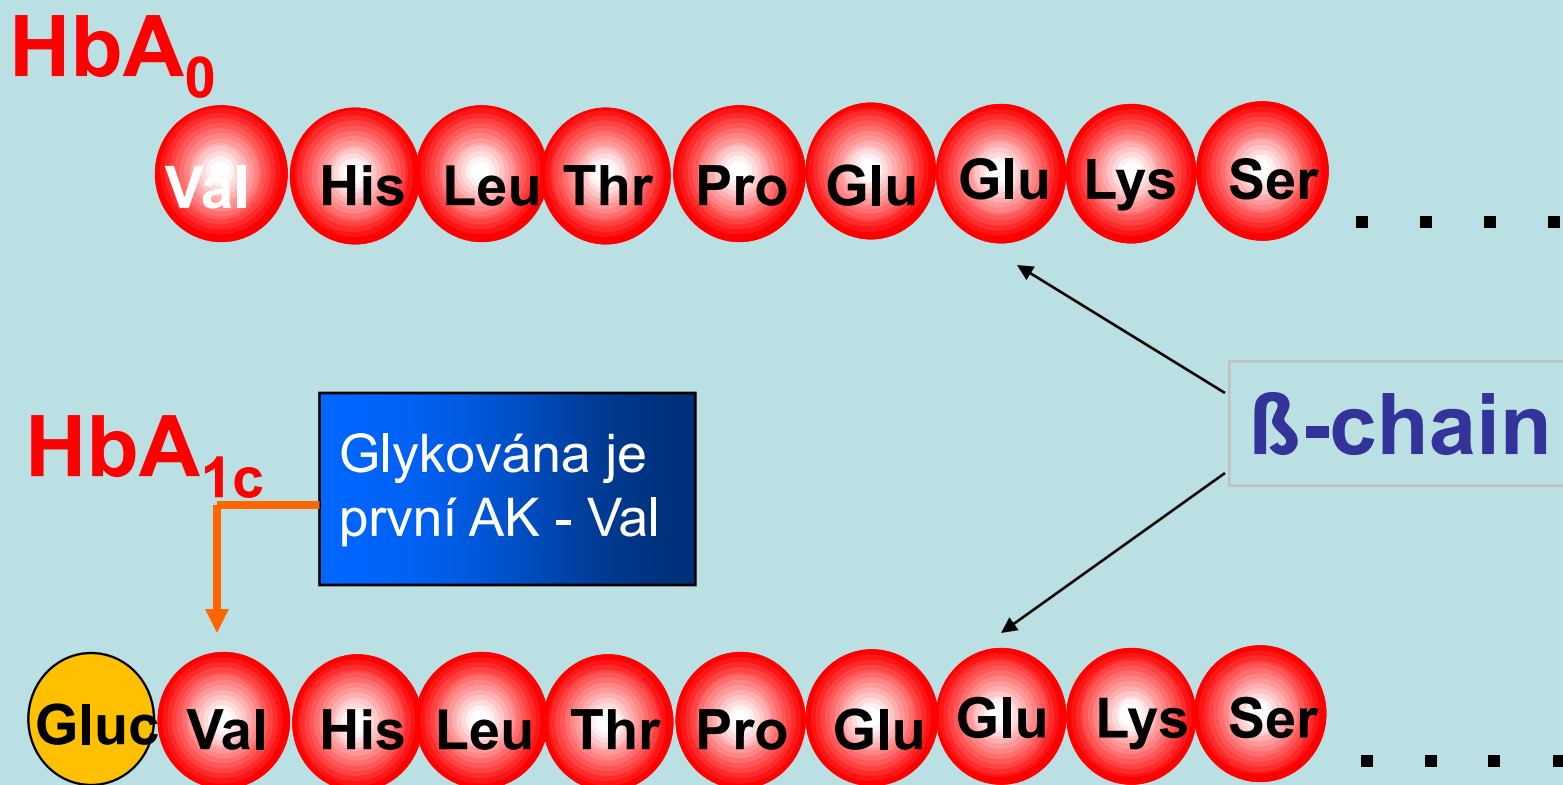 HbA₀
Val His Leu Thr Pro Glu Glu Lys Ser . . . .
ß-chain
HbA₁c
Glykována je
první AK - Val
Gluc Val His Leu Thr Pro Glu Glu Lys Ser . . . .